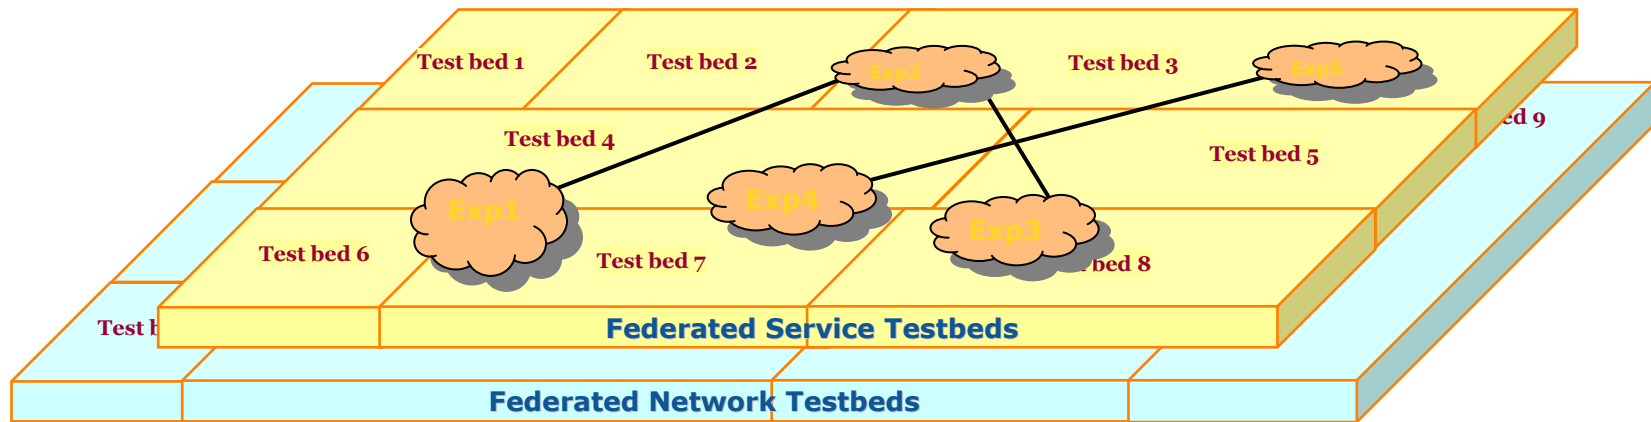 Test bed 1
Test bed 2
Exp2
Test bed 3
Exp5
ed 9
Test bed 4
Test bed 5
Exp1
Exp4
Exp3
Test bed 6
Test bed 7
bed 8
Test b
Federated Service Testbeds
Federated Network Testbeds